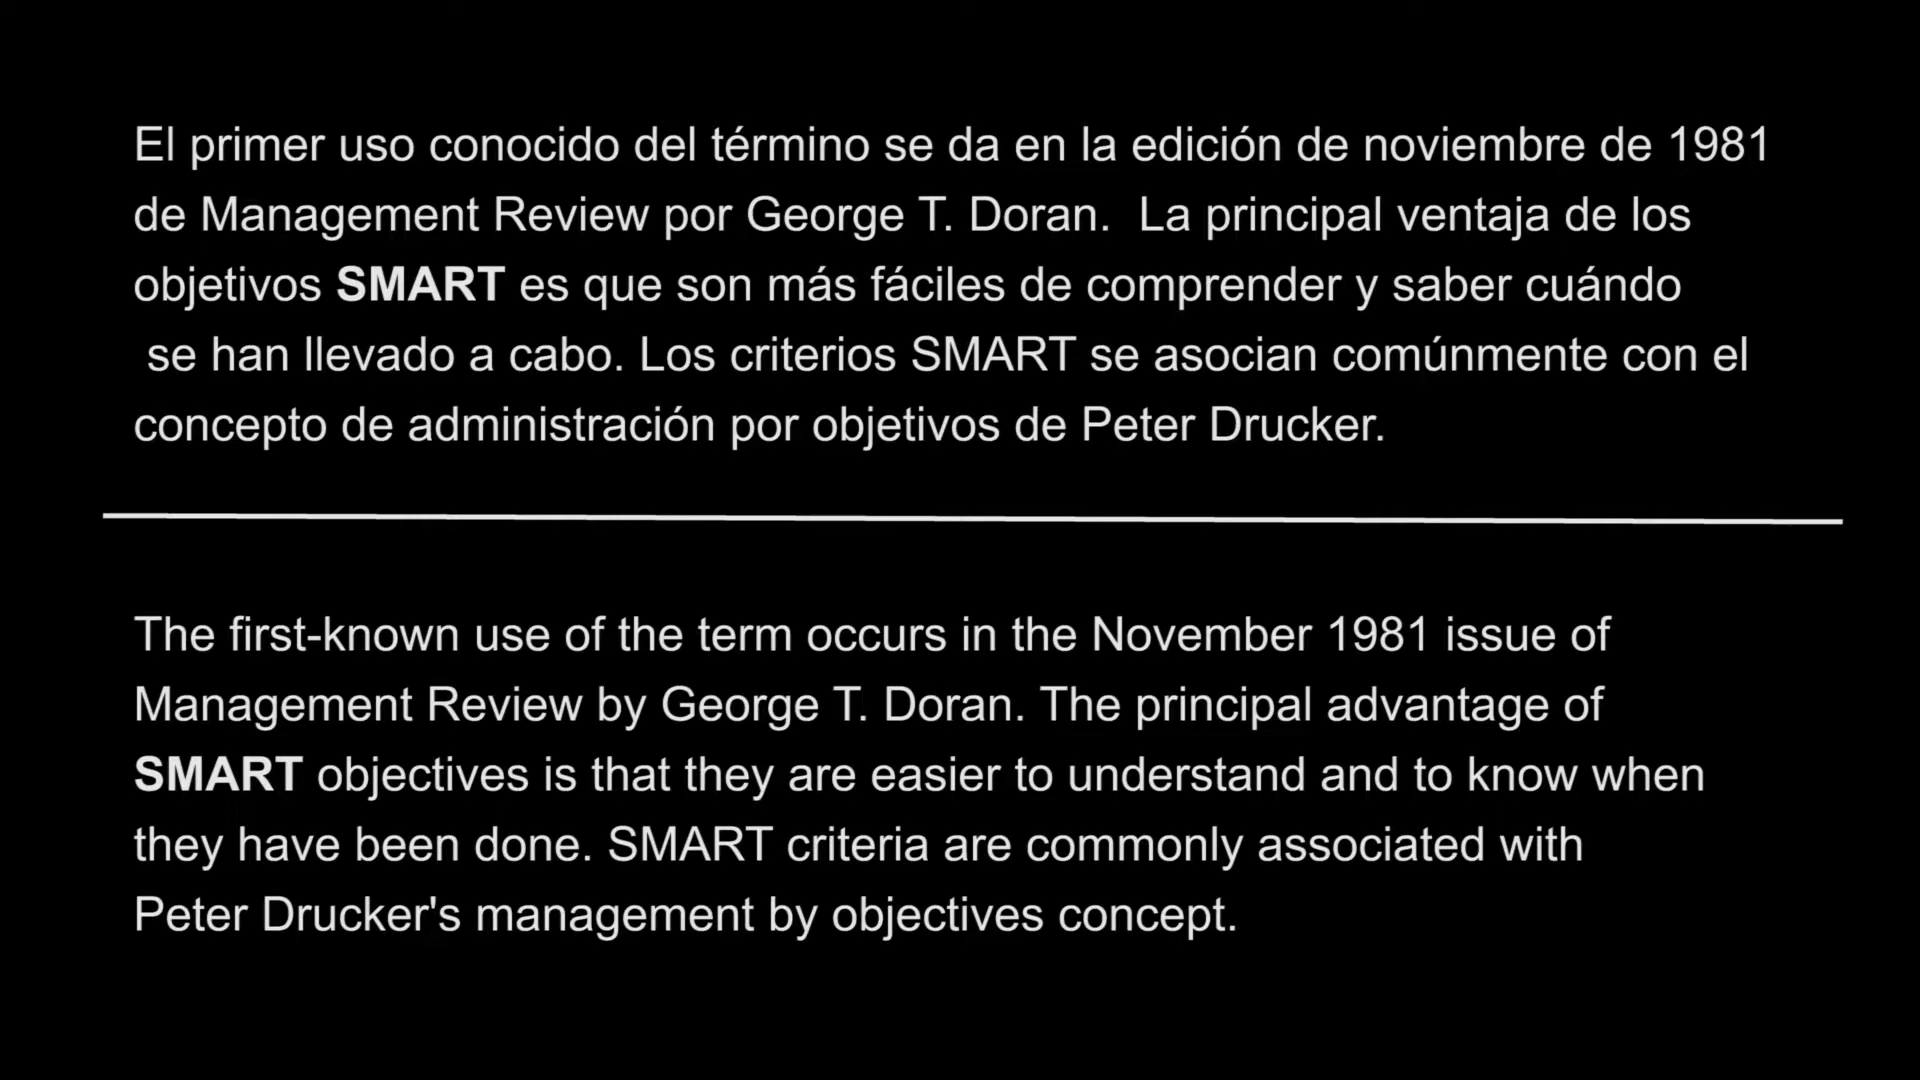 El primer uso conocido del término se da en la edición de noviembre de 1981
de Management Review por George T. Doran.  La principal ventaja de los
objetivos SMART es que son más fáciles de comprender y saber cuándo
se han llevado a cabo. Los criterios SMART se asocian comúnmente con el
concepto de administración por objetivos de Peter Drucker.
The first-known use of the term occurs in the November 1981 issue of
Management Review by George T. Doran. The principal advantage of
SMART objectives is that they are easier to understand and to know when
they have been done. SMART criteria are commonly associated with
Peter Drucker's management by objectives concept.